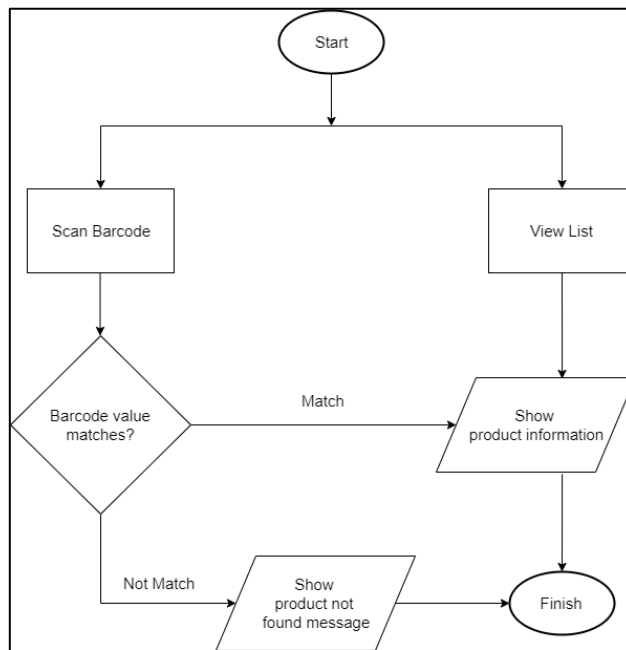 Start
Scan Barcode
View List
Barcode value
matches?
Match
Show
product information
Not Match
Show
product not
found message
Finish